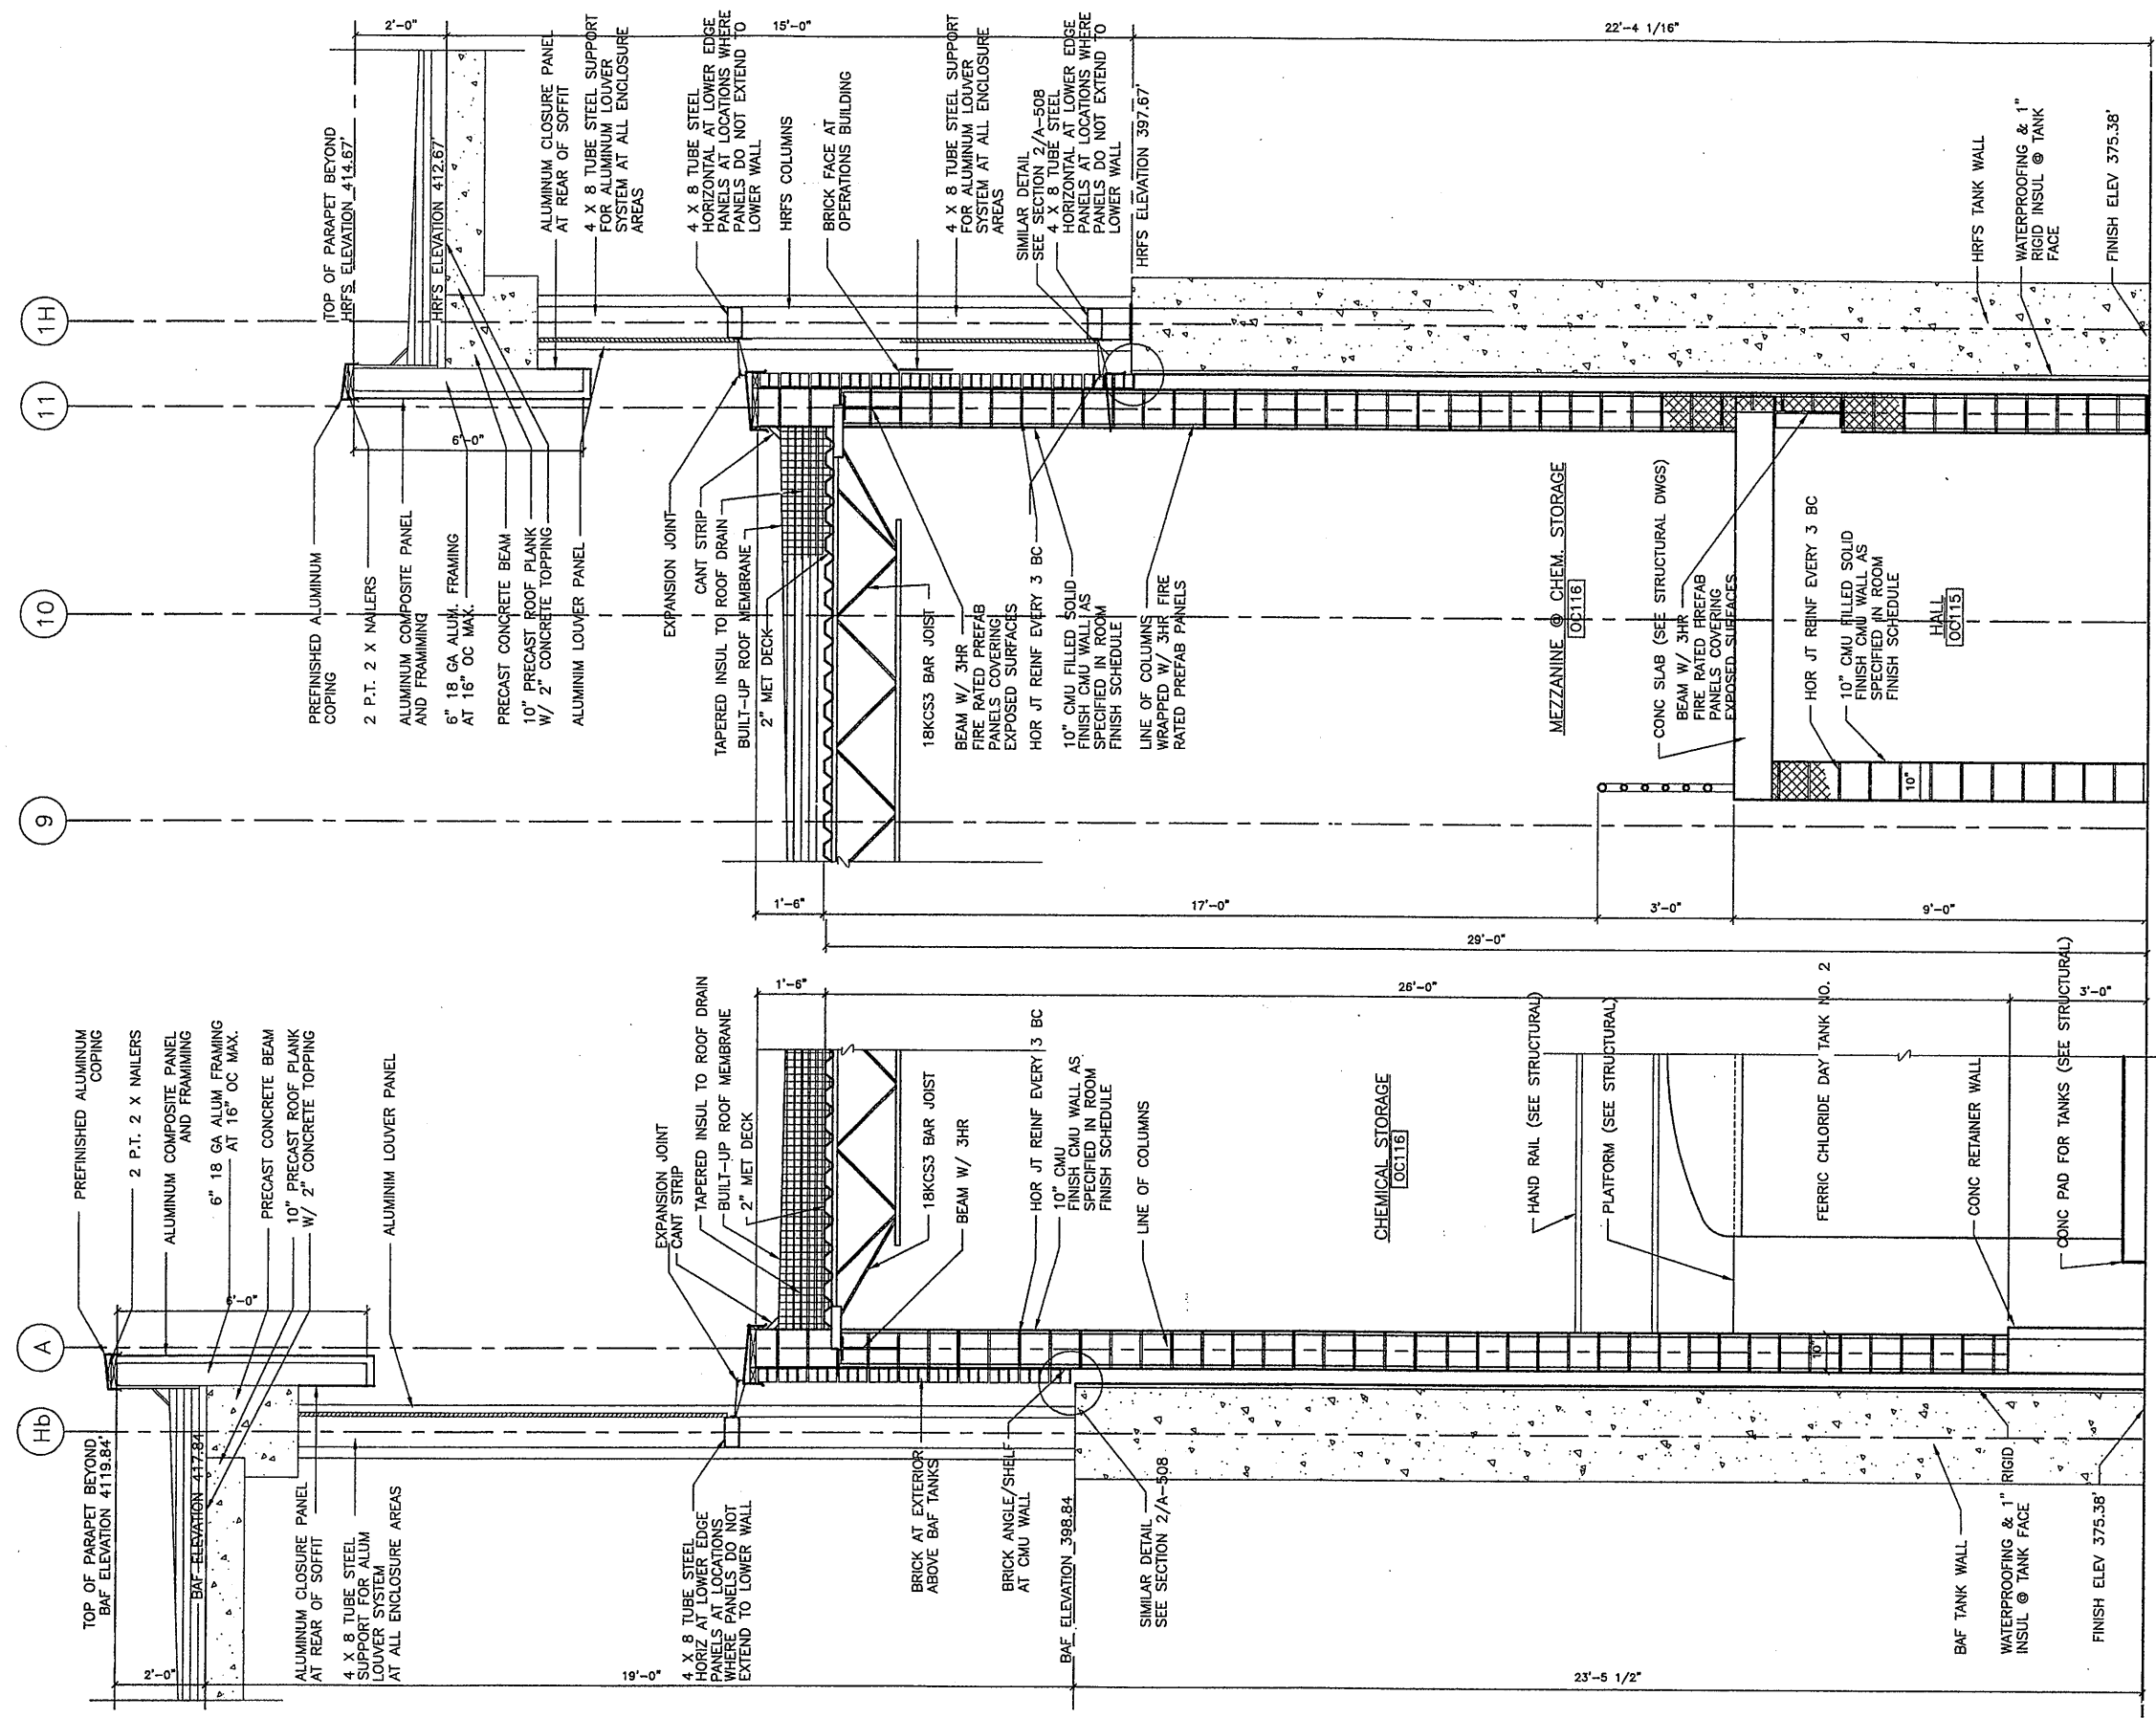 1H
11
10
9
A
Hb
2'-0"
15'-0"
22'-4 1/16"
TOP OF PARAPET BEYOND
HRFS ELEVATION 414.67'
HRFS ELEVATION 412.67'
ALUMINUM CLOSURE PANEL
AT REAR OF SOFFIT
4 X 8 TUBE STEEL SUPPORT
FOR ALUMINUM LOUVER
SYSTEM AT ALL ENCLOSURE
AREAS
4 X 8 TUBE STEEL
HORIZONTAL AT LOWER EDGE
PANELS AT LOCATIONS WHERE
PANELS DO NOT EXTEND TO
LOWER WALL
HRFS COLUMNS
BRICK FACE AT
OPERATIONS BUILDING
4 X 8 TUBE STEEL SUPPORT
FOR ALUMINUM LOUVER
SYSTEM AT ALL ENCLOSURE
AREAS
SIMILAR DETAIL
SEE SECTION 2/A-508
4 X 8 TUBE STEEL
HORIZONTAL AT LOWER EDGE
PANELS AT LOCATIONS WHERE
PANELS DO NOT EXTEND TO
LOWER WALL
HRFS ELEVATION 397.67'
HRFS TANK WALL
WATERPROOFING & 1"
RIGID INSUL @ TANK
FACE
FINISH ELEV 375.38'
6'-0"
PREFINISHED ALUMINUM
COPING
2 P.T. 2 X NAILERS
ALUMINUM COMPOSITE PANEL
AND FRAIMING
6" 18 GA ALUM. FRAMING
AT 16" OC MAX.
PRECAST CONCRETE BEAM
10" PRECAST ROOF PLANK
W/ 2" CONCRETE TOPPING
ALUMINIM LOUVER PANEL
EXPANSION JOINT
CANT STRIP
TAPERED INSUL TO ROOF DRAIN
BUILT-UP ROOF MEMBRANE
2" MET DECK
18KCS3 BAR JOIST
BEAM W/ 3HR
FIRE RATED PREFAB
PANELS COVERING
EXPOSED SURFACES
HOR JT REINF EVERY 3 BC
10" CMU FILLED SOLID
FINISH CMU WALL AS
SPECIFIED IN ROOM
FINISH SCHEDULE
LINE OF COLUMNS
WRAPPED W/ 3HR FIRE
RATED PREFAB PANELS
MEZZANINE @ CHEM. STORAGE
OC116
CONC SLAB (SEE STRUCTURAL DWGS)
BEAM W/ 3HR
FIRE RATED PREFAB
PANELS COVERING
EXPOSED SURFACES
HOR JT REINF EVERY 3 BC
10" CMU FILLED SOLID
FINISH CMU WALL AS
SPECIFIED IN ROOM
FINISH SCHEDULE
HALL
OC115
10"
1'-6"
17'-0"
3'-0"
9'-0"
29'-0"
1'-6"
26'-0"
3'-0"
PREFINISHED ALUMINUM
COPING
2 P.T. 2 X NAILERS
ALUMINUM COMPOSITE PANEL
AND FRAIMING
6" 18 GA ALUM FRAMING
AT 16" OC MAX.
PRECAST CONCRETE BEAM
10" PRECAST ROOF PLANK
W/ 2" CONCRETE TOPPING
ALUMINIM LOUVER PANEL
6'-0"
EXPANSION JOINT
CANT STRIP
TAPERED INSUL TO ROOF DRAIN
BUILT-UP ROOF MEMBRANE
2" MET DECK
18KCS3 BAR JOIST
BEAM W/ 3HR
HOR JT REINF EVERY 3 BC
10" CMU
FINISH CMU WALL AS
SPECIFIED IN ROOM
FINISH SCHEDULE
LINE OF COLUMNS
CHEMICAL STORAGE
OC116
HAND RAIL (SEE STRUCTURAL)
PLATFORM (SEE STRUCTURAL)
FERRIC CHLORIDE DAY TANK NO. 2
CONC RETAINER WALL
CONC PAD FOR TANKS (SEE STRUCTURAL)
10"
TOP OF PARAPET BEYOND
BAF ELEVATION 4119.84'
BAF ELEVATION 417.84'
ALUMINUM CLOSURE PANEL
AT REAR OF SOFFIT
4 X 8 TUBE STEEL
SUPPORT FOR ALUM
LOUVER SYSTEM
AT ALL ENCLOSURE AREAS
4 X 8 TUBE STEEL
HORIZ AT LOWER EDGE
PANELS AT LOCATIONS
WHERE PANELS DO NOT
EXTEND TO LOWER WALL
BRICK AT EXTERIOR
ABOVE BAF TANKS
BRICK ANGLE/SHELF
AT CMU WALL
BAF ELEVATION 398.84
SIMILAR DETAIL
SEE SECTION 2/A-508
BAF TANK WALL
WATERPROOFING & 1" RIGID
INSUL @ TANK FACE
FINISH ELEV 375.38'
2'-0"
19'-0"
23'-5 1/2"